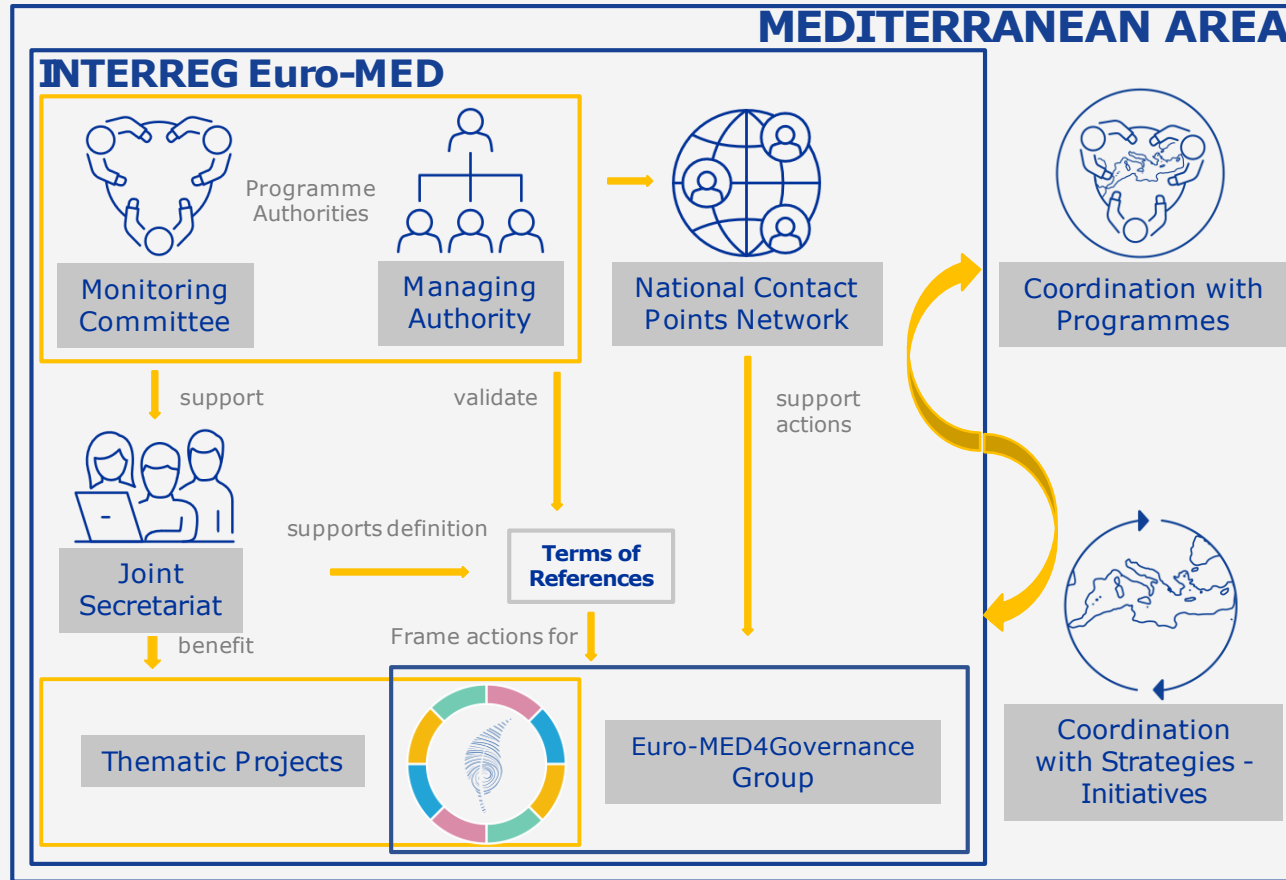 MEDITERRANEAN AREA
INTERREG Euro-MED
Programme
Authorities
Monitoring
Committee
Managing
Authority
National Contact
Points Network
Coordination with
Programmes
support
validate
support
actions
supports definition
Terms of
References
Joint
Secretariat
benefit
Frame actions for
Thematic Projects
Euro-MED4Governance
Group
Coordination
with Strategies -
Initiatives